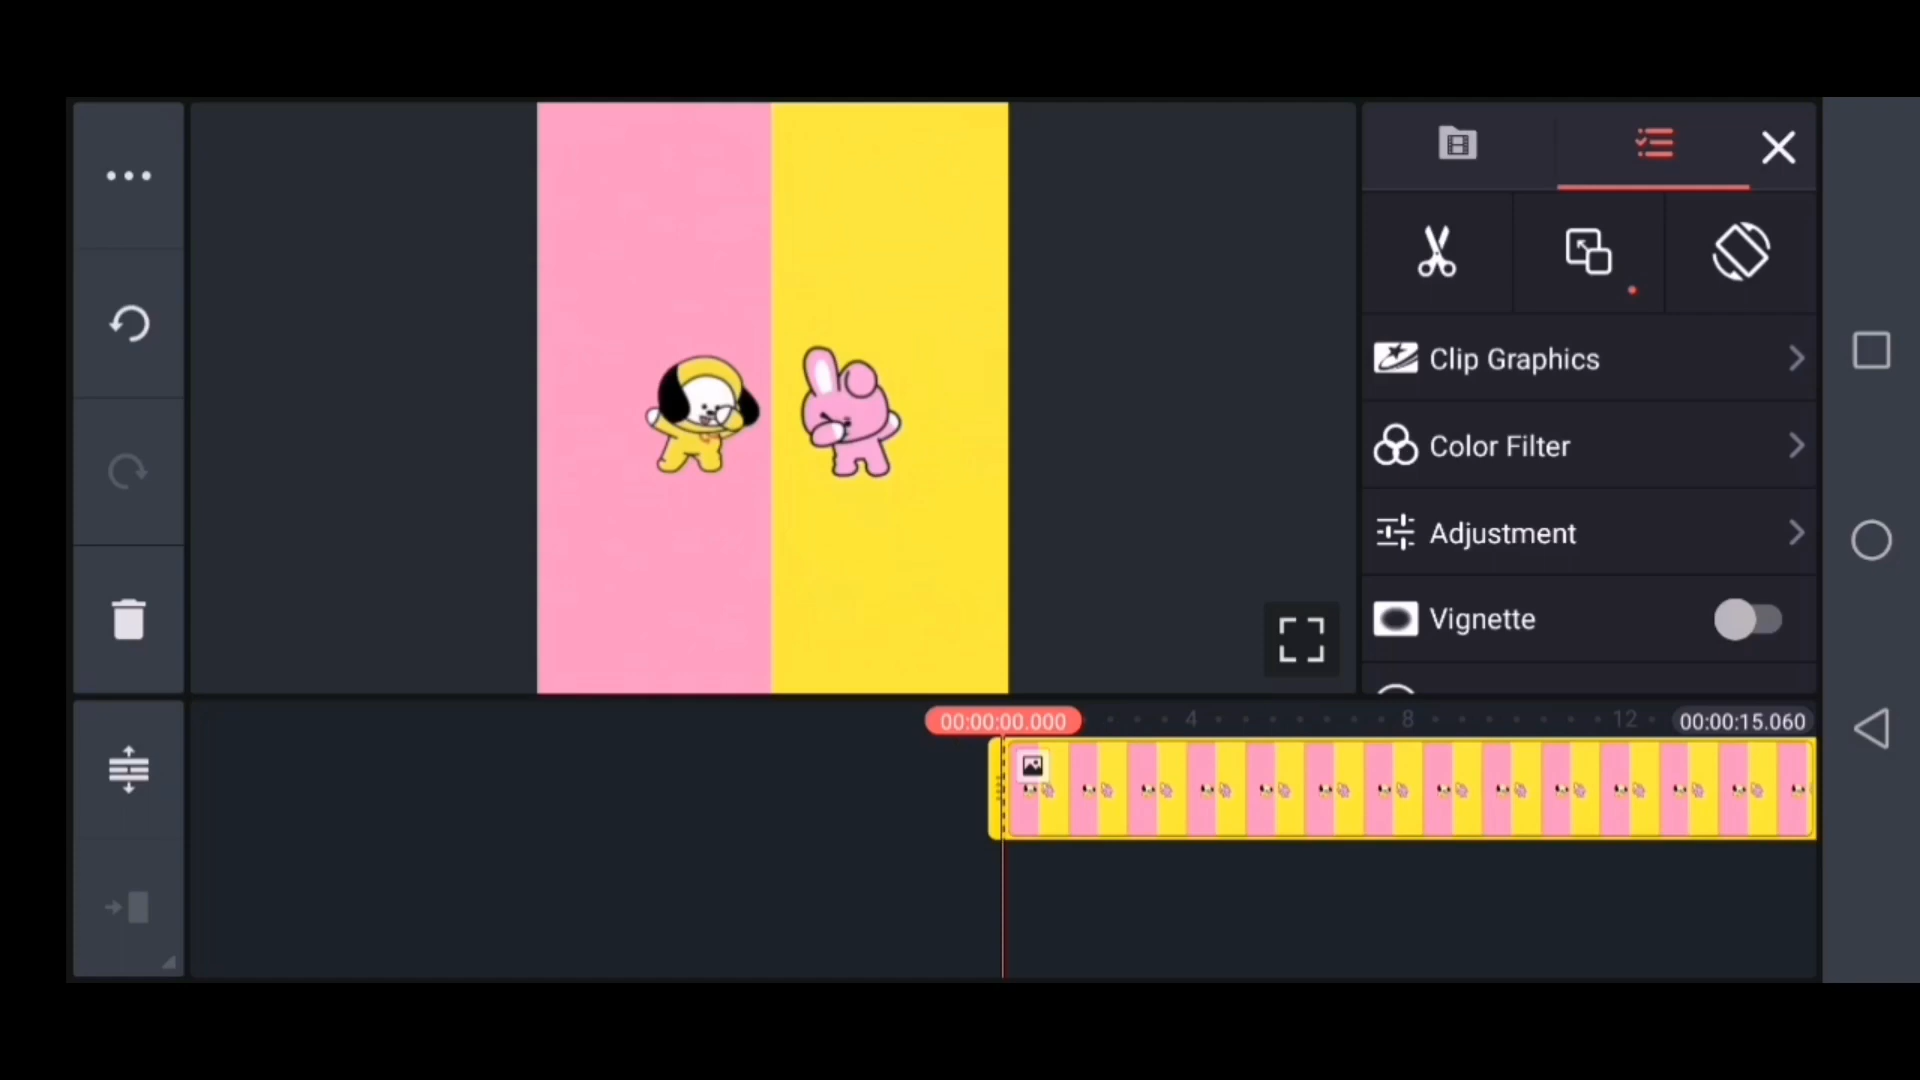 Clip Graphics
Color Filter
Adjustment
Vignette
00:00:00.000
4
8
12
00:00:15.060